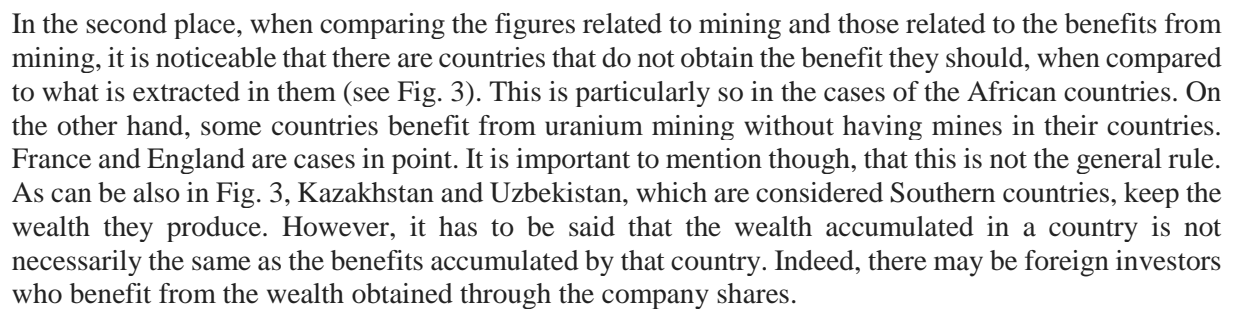 In the second place, when comparing the figures related to mining and those related to the benefits from
mining, it is noticeable that there are countries that do not obtain the benefit they should, when compared
to what is extracted in them (see Fig. 3). This is particularly so in the cases of the African countries. On
the other hand, some countries benefit from uranium mining without having mines in their countries.
France and England are cases in point. It is important to mention though, that this is not the general rule.
As can be also in Fig. 3, Kazakhstan and Uzbekistan, which are considered Southern countries, keep the
wealth they produce. However, it has to be said that the wealth accumulated in a country is not
necessarily the same as the benefits accumulated by that country. Indeed, there may be foreign investors
who benefit from the wealth obtained through the company shares.